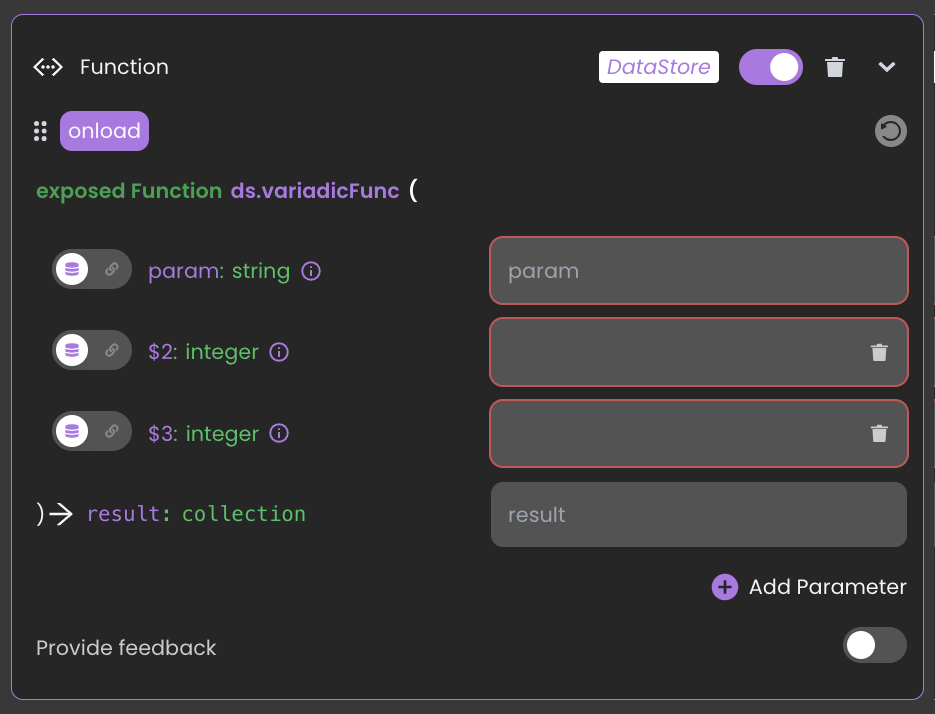 Function DataStore
onload
exposed Function ds.variadicFunc (
param: string param
$2: integer
$3: integer
) result: collection result
Add Parameter
Provide feedback